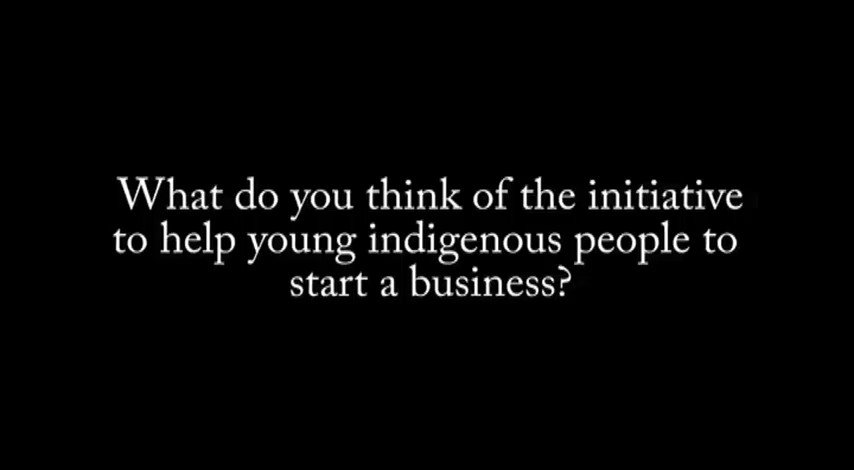 What do you think of the initiative
to help young indigenous people to
start a business?